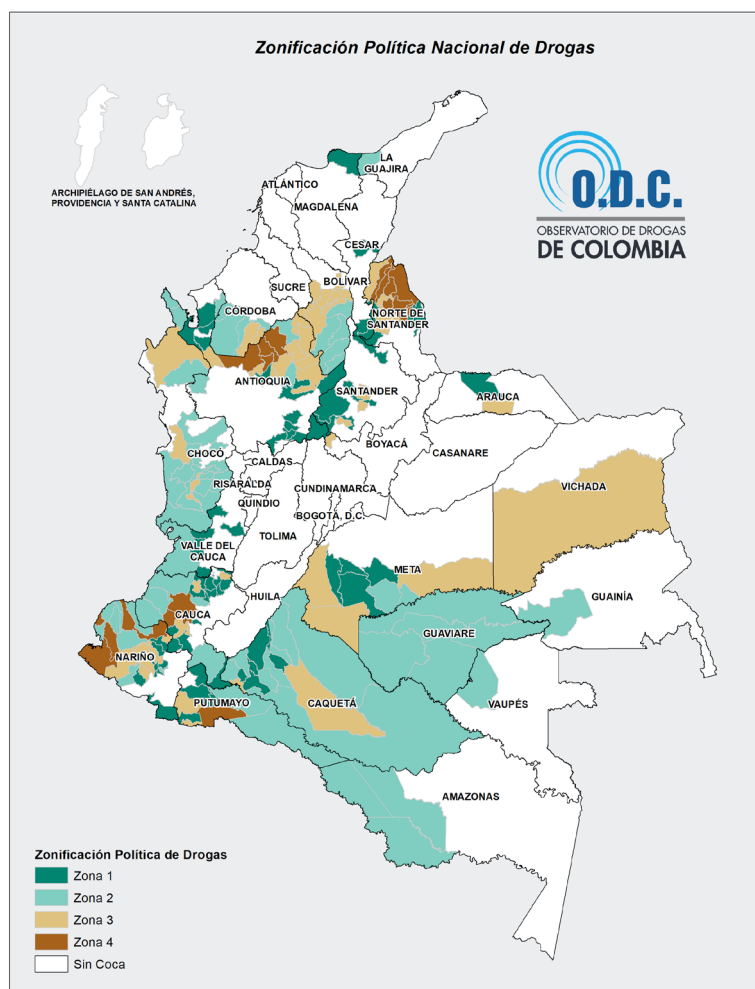 Zonificación Política Nacional de Drogas
ARCHIPIÉLAGO DE SAN ANDRÉS,
PROVIDENCIA Y SANTA CATALINA
O.D.C.
OBSERVATORIO DE DROGAS
DE COLOMBIA
LA
GUAJIRA
ATLÁNTICO
MAGDALENA
CESAR
BOLÍVAR
SUCRE
CÓRDOBA
NORTE DE
SANTANDER
ANTIOQUIA
SANTANDER
ARAUCA
BOYACÁ
CASANARE
CHOCÓ
CALDAS
RISARALDA
CUNDINAMARCA
VICHADA
QUINDIO
BOGOTÁ, D.C.
TOLIMA
VALLE DEL
CAUCA
META
HUILA
GUAINÍA
CAUCA
GUAVIARE
NARIÑO
CAQUETÁ
VAUPÉS
PUTUMAYO
AMAZONAS
Zonificación Política de Drogas
Zona 1
Zona 2
Zona 3
Zona 4
Sin Coca